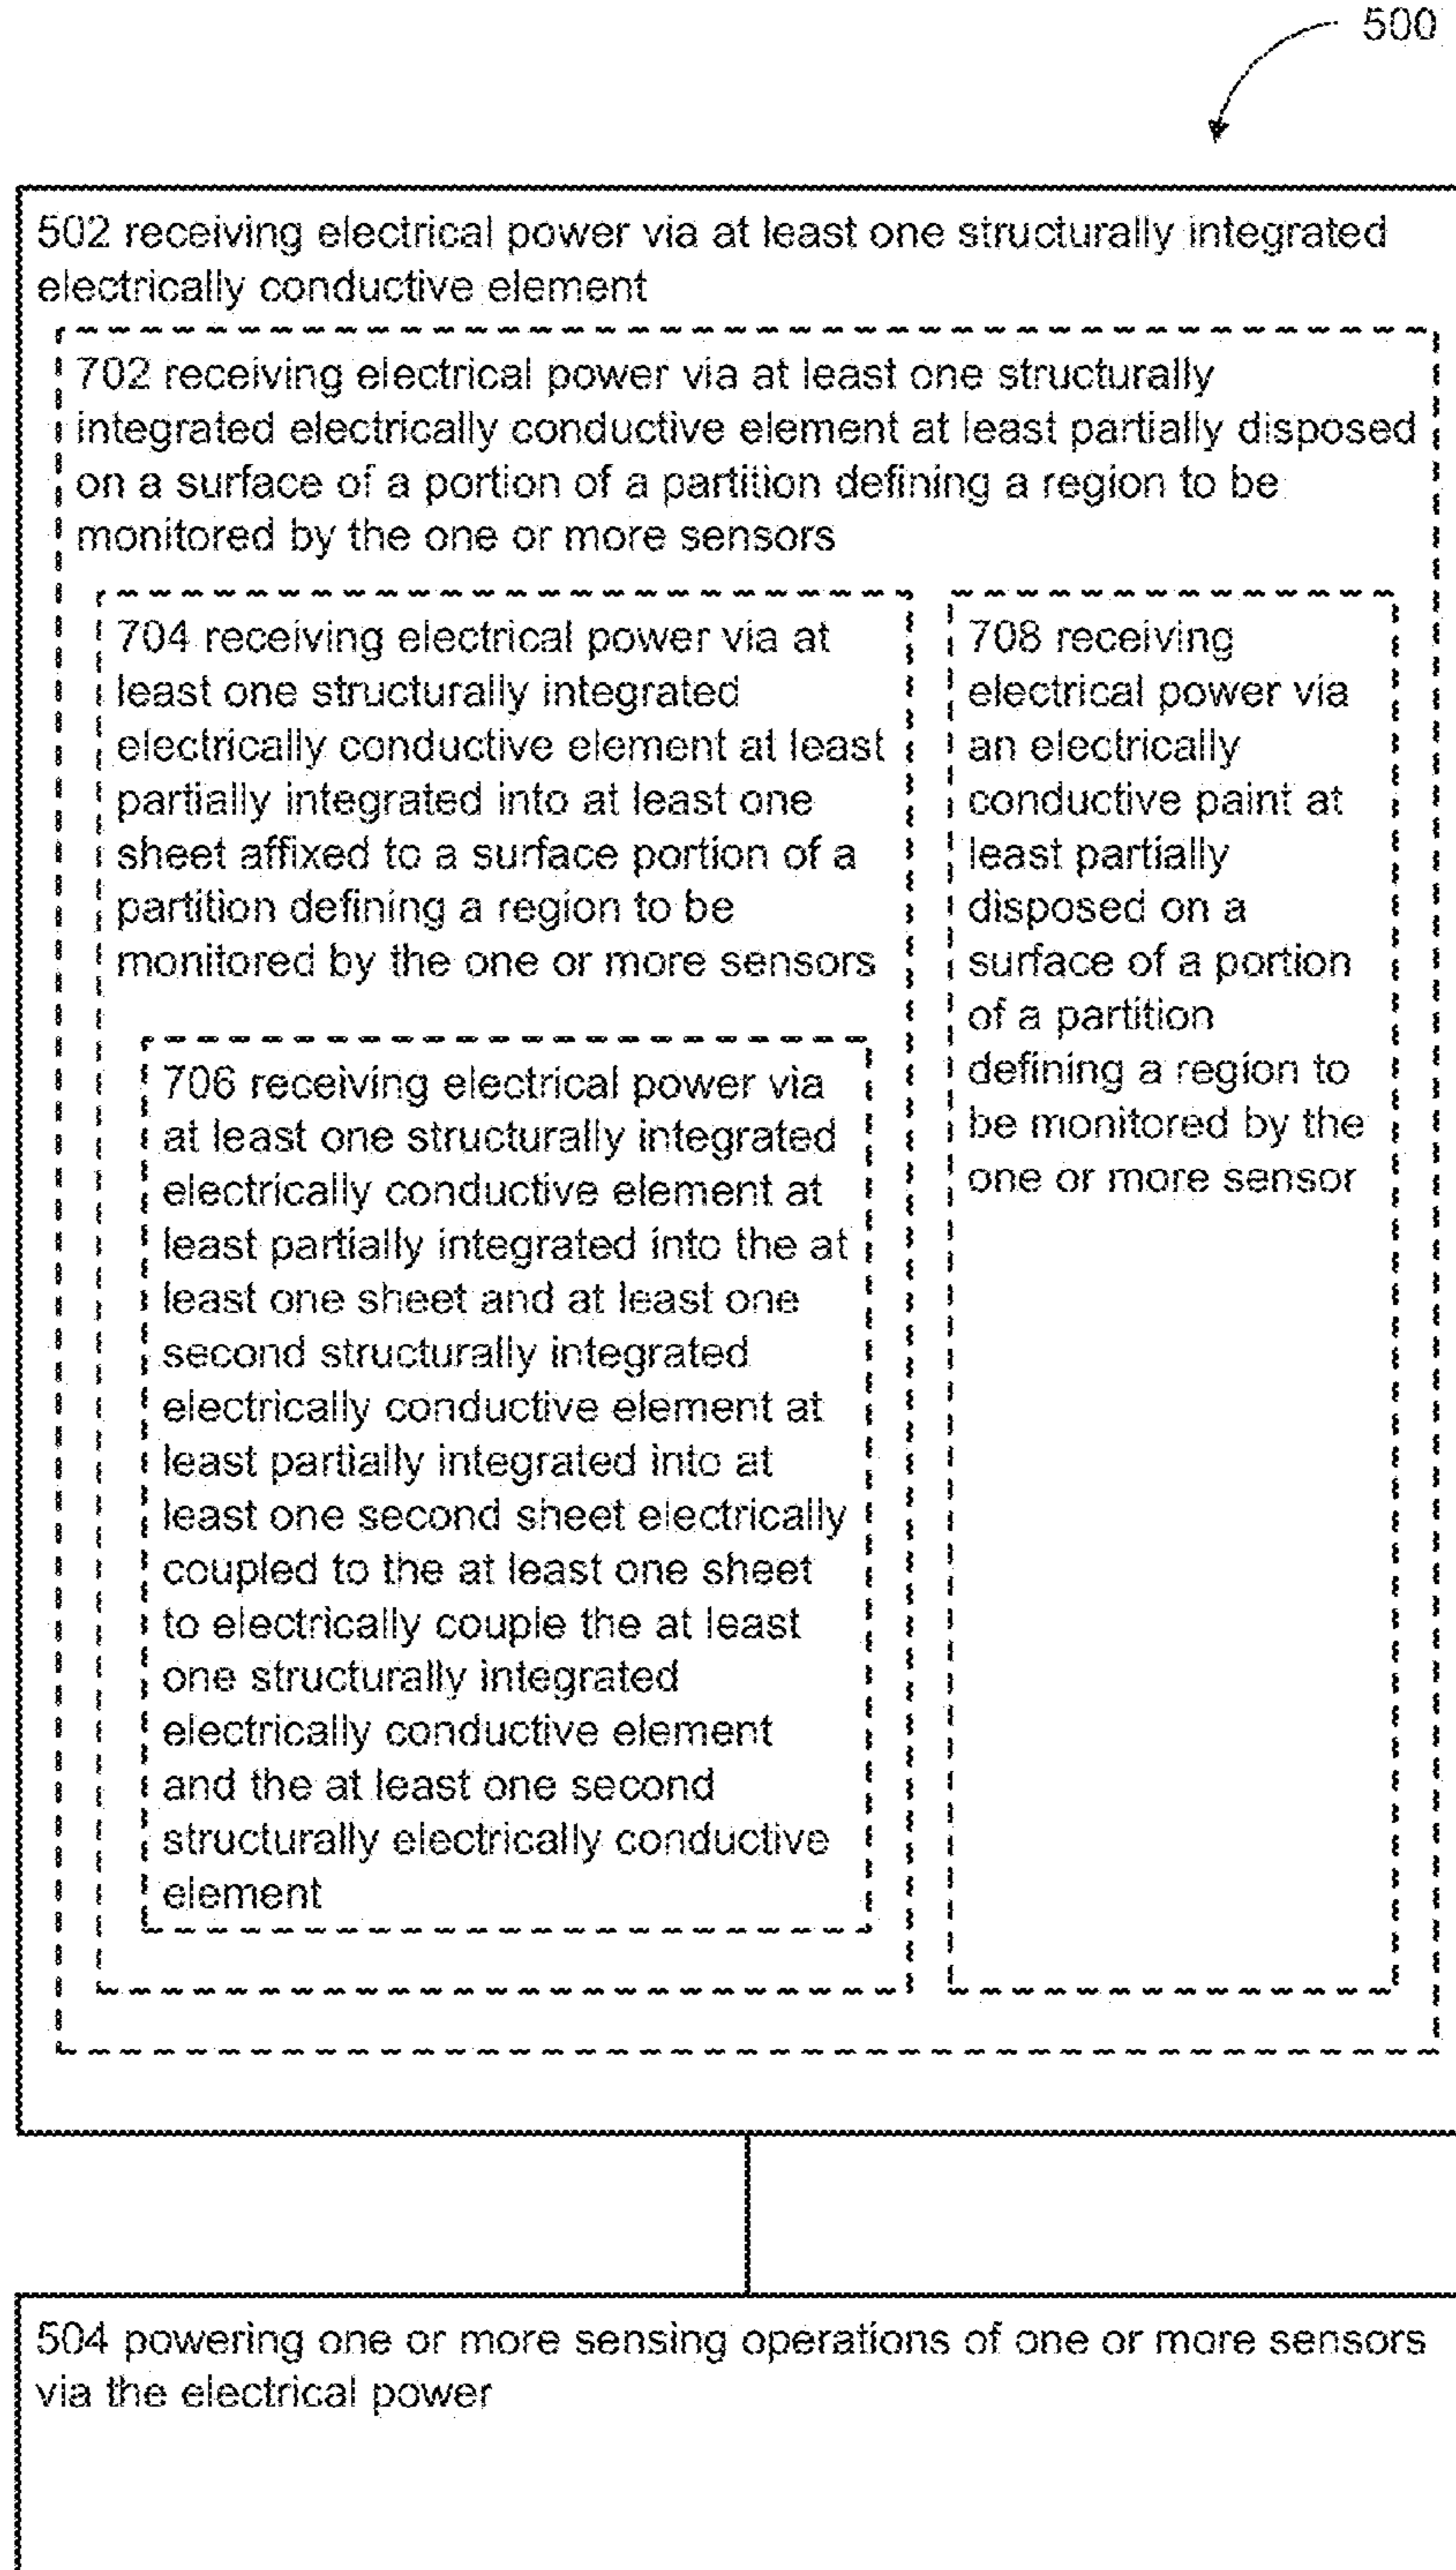 500
502 receiving electrical power via at least one structurally integrated
electrically conductive element
702 receiving electrical power via at least one structurally
integrated electrically conductive element at least partially disposed
on a surface of a portion of a partition defining a region to be
monitored by the one or more sensors
704 receiving electrical power via at
least one structurally integrated
electrically conductive element at least
partially integrated into at least one
sheet affixed to a surface portion of a
partition defining a region to be
monitored by the one or more sensors
706 receiving electrical power via
at least one structurally integrated
electrically conductive element at
least partially integrated into the at
least one sheet and at least one
second structurally integrated
electrically conductive element at
least partially integrated into at
least one second sheet electrically
coupled to the at least one sheet
to electrically couple the at least
one structurally integrated
electrically conductive element
and the at least one second
structurally electrically conductive
element
708 receiving
electrical power via
an electrically
conductive paint at
least partially
disposed on a
surface of a portion
of a partition
defining a region to
be monitored by the
one or more sensor
504 powering one or more sensing operations of one or more sensors
via the electrical power